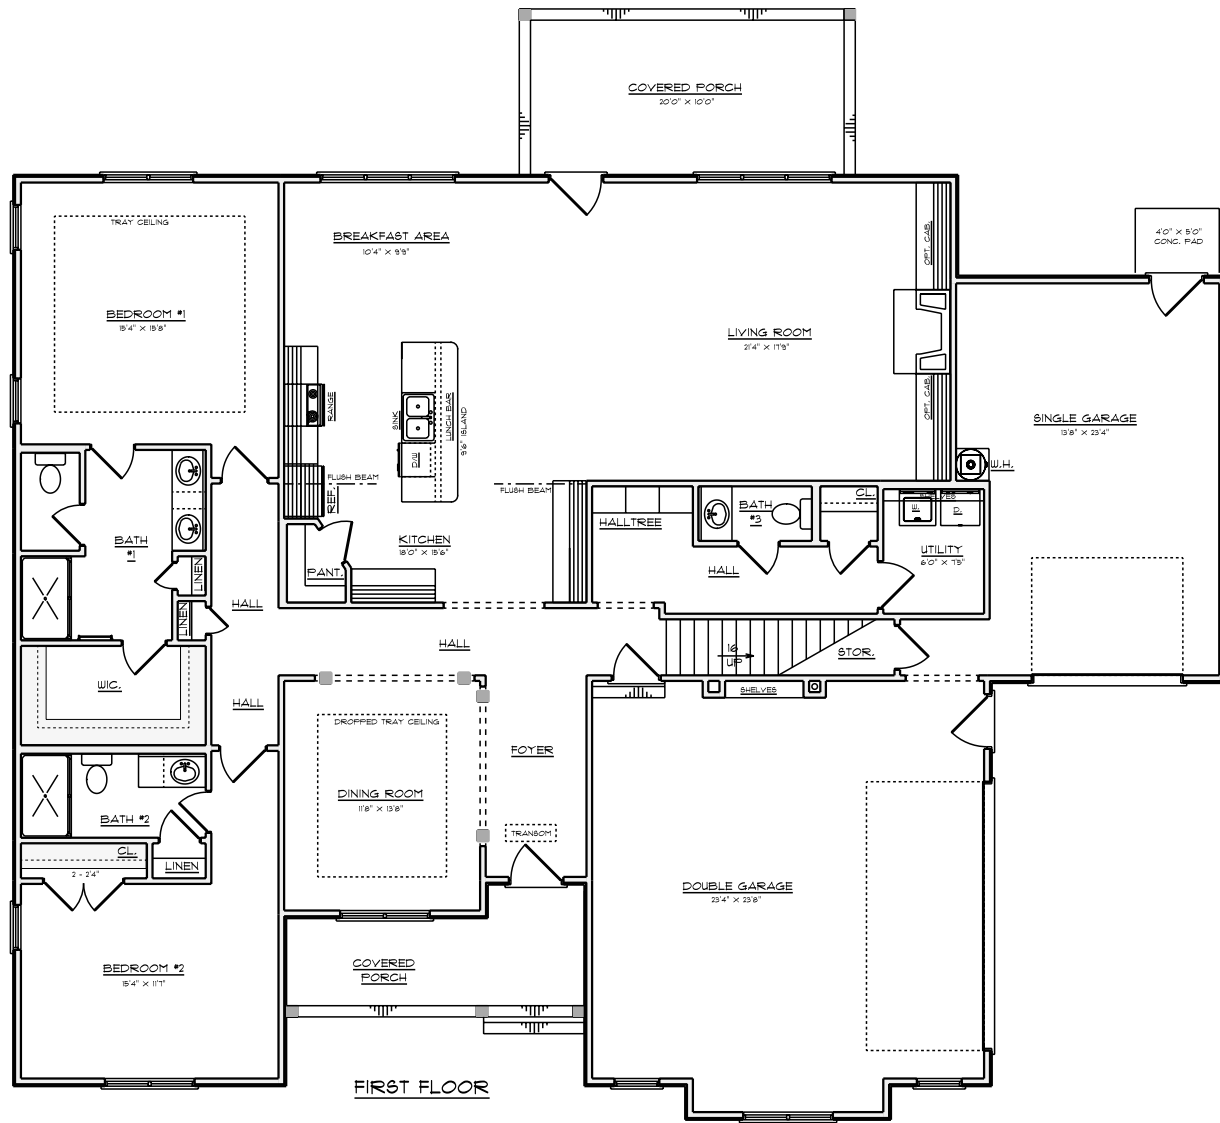 COVERED PORCH
20'0" X 10'0"
TRAY CEILING
BREAKFAST AREA
10'4" X 9'9"
OPT. CAB.
4'0" X 5'0"
CONC. PAD
BEDROOM #1
15'4" X 15'8"
LIVING ROOM
21'4" X 17'9"
RANGE
SINK
LUNCH BAR
9'6" ISLAND
D/W
OPT. CAB.
SINGLE GARAGE
13'8" X 23'4"
W.H.
FLUSH BEAM
FLUSH BEAM
REF.
HALLTREE
BATH
#3
CL.
SHELVES
W.
D.
BATH
#1
KITCHEN
18'0" X 15'6"
UTILITY
6'0" X 7'5"
PANT.
HALL
LINEN
HALL
LINEN
HALL
16
UP
STOR.
W.I.C.
SHELVES
HALL
DROPPED TRAY CEILING
FOYER
DINING ROOM
11'8" X 13'8"
BATH #2
TRANSOM
CL.
LINEN
2 - 2'4"
DOUBLE GARAGE
23'4" X 23'8"
COVERED
PORCH
BEDROOM #2
15'4" X 11'7"
FIRST FLOOR